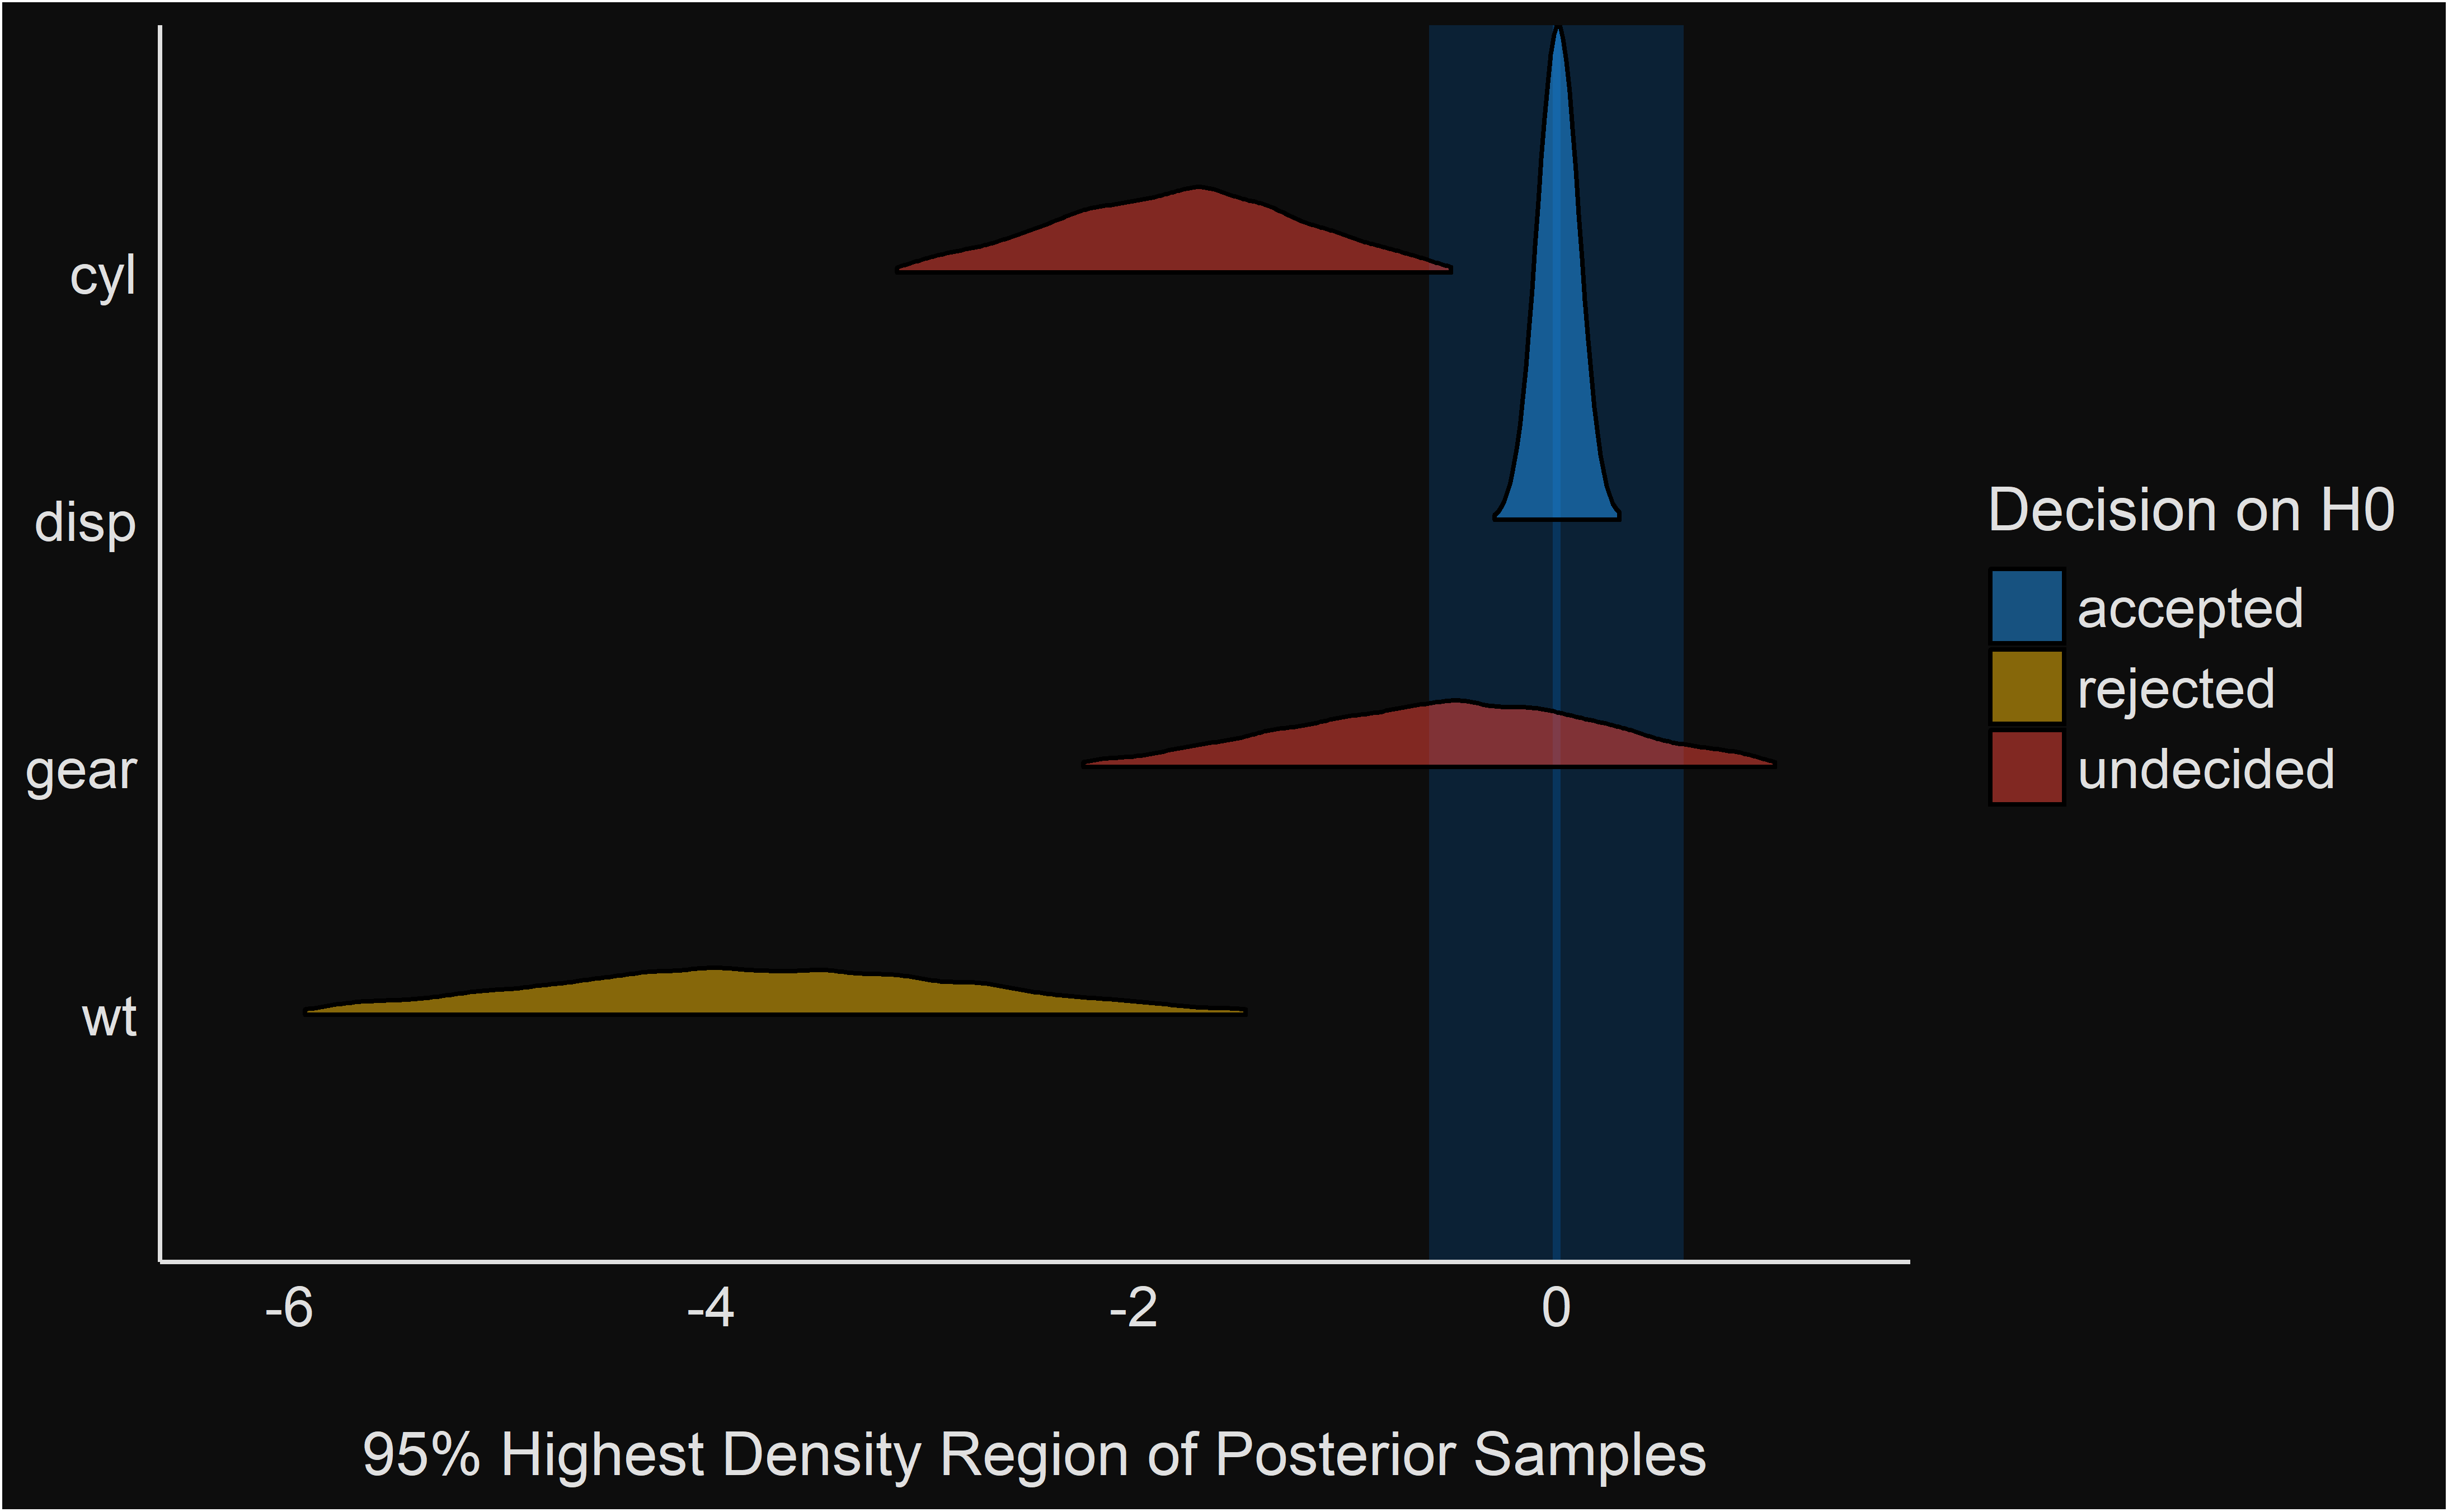 cyl
disp
gear
wt
-6 -4 -2 0
95% Highest Density Region of Posterior Samples
Decision on H0
accepted
rejected
undecided